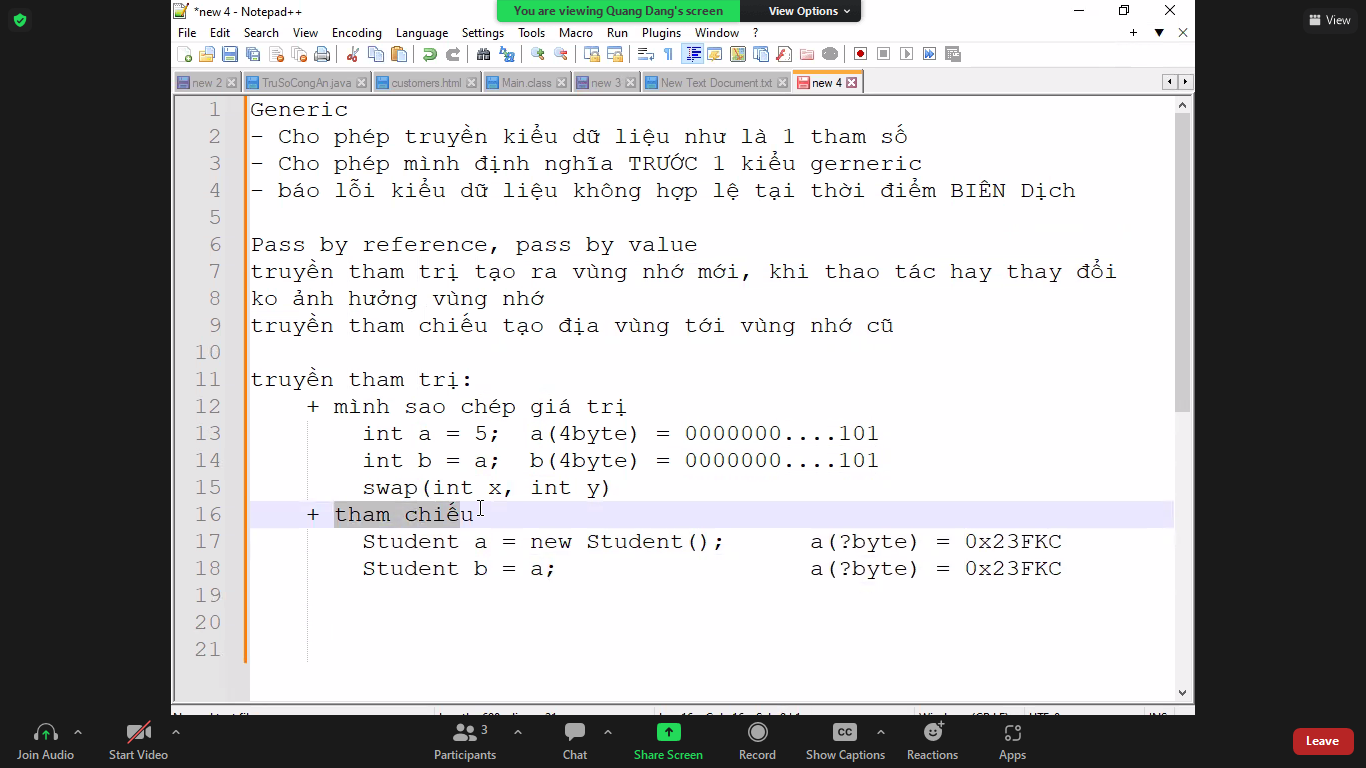 *new 4 - Notepad++
You are viewing Quang Dang's screen
View Options
View
File Edit Search View Encoding Language Settings Tools Macro Run Plugins Window ?
new 2 TruSoCongAn.java customers.html Main.class new 3 New Text Document.txt new 4
1 Generic
2 - Cho phép truyền kiểu dữ liệu như là 1 tham số
3 - Cho phép mình định nghĩa TRƯỚC 1 kiểu gerneric
4 - báo lỗi kiểu dữ liệu không hợp lệ tại thời điểm BIÊN Dịch
5
6 Pass by reference, pass by value
7 truyền tham trị tạo ra vùng nhớ mới, khi thao tác hay thay đổi
8 ko ảnh hưởng vùng nhớ
9 truyền tham chiếu tạo địa vùng tới vùng nhớ cũ
10
11 truyền tham trị:
12 + mình sao chép giá trị
13 int a = 5; a(4byte) = 0000000....101
14 int b = a; b(4byte) = 0000000....101
15 swap(int x, int y)
16 + tham chiếu
17 Student a = new Student(); a(?byte) = 0x23FKC
18 Student b = a; a(?byte) = 0x23FKC
19
20
21
Join Audio
Start Video
Participants 3
Chat
Share Screen
Record
CC Show Captions
Reactions
Apps
Leave